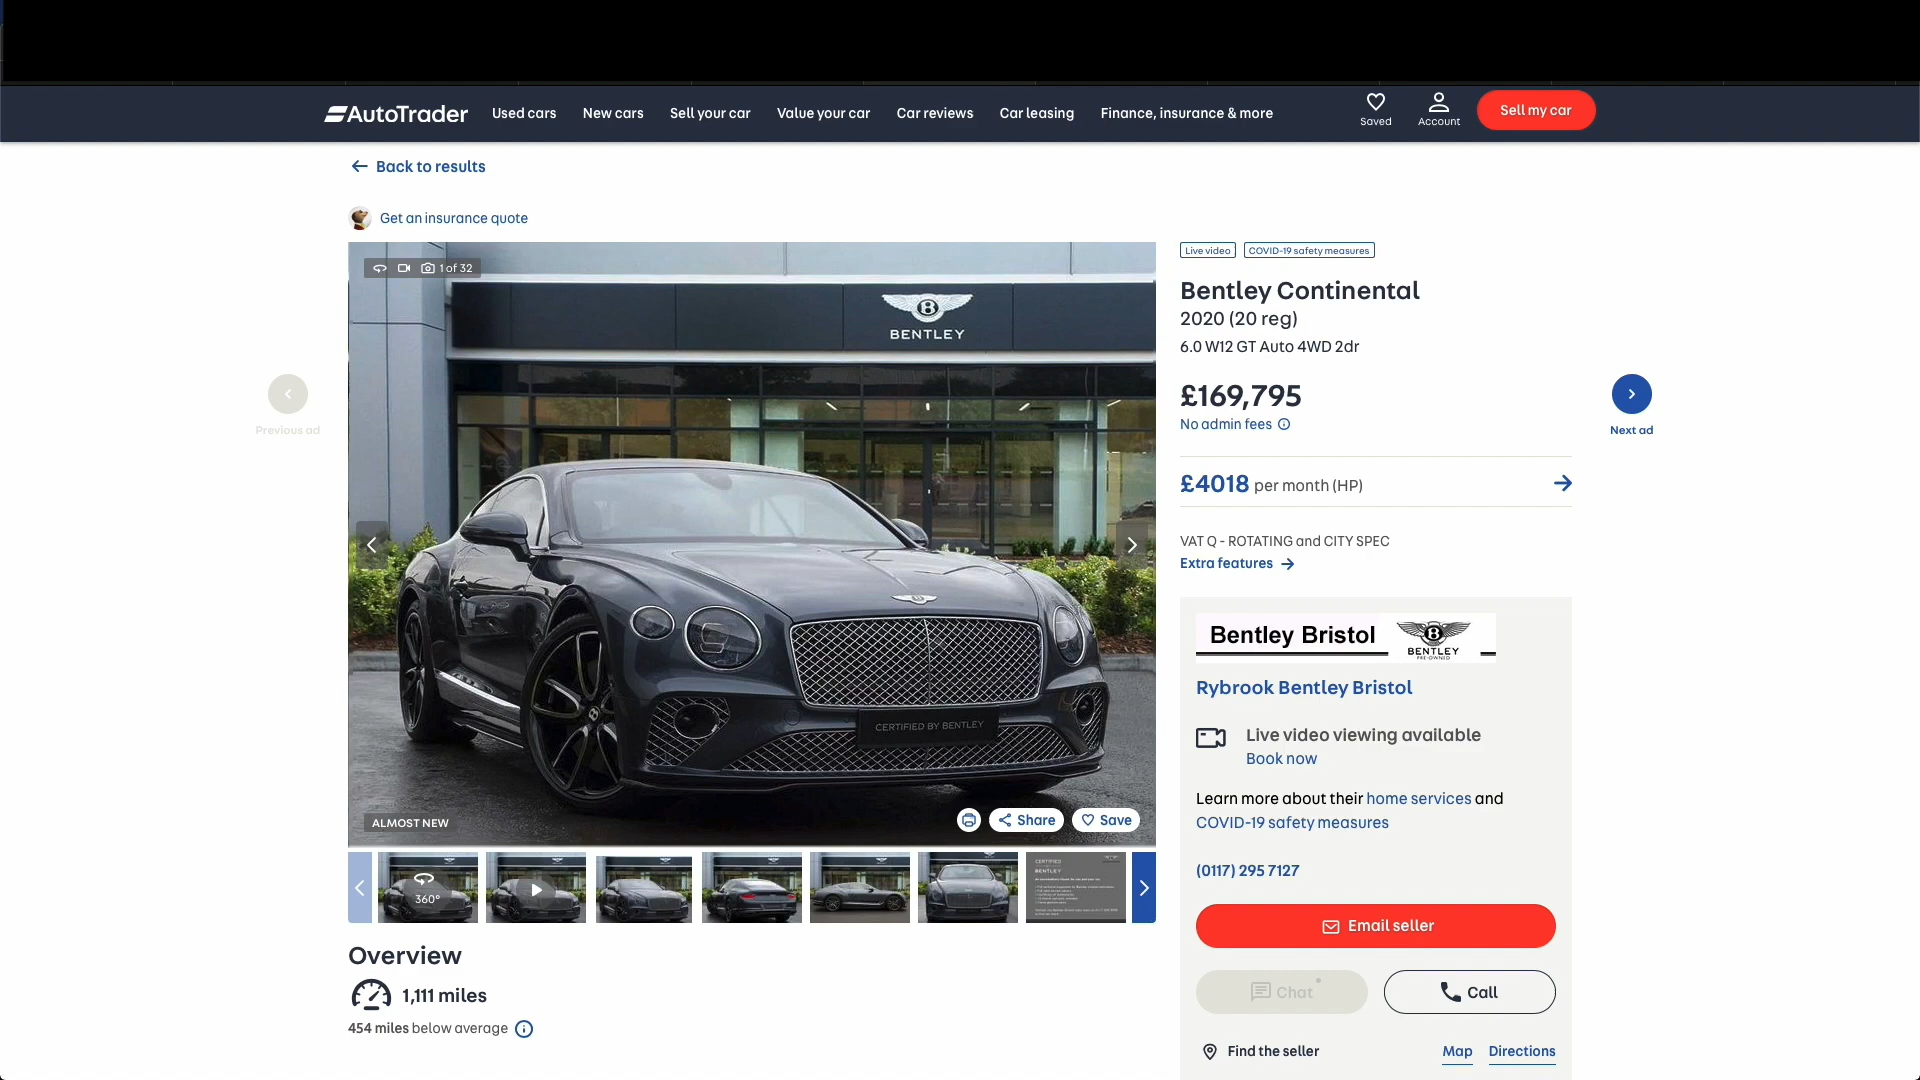 AutoTrader
Used cars
New cars
Sell your car
Value your car
Car reviews
Car leasing
Finance, insurance & more
Saved
Account
Sell my car
Back to results
Get an insurance quote
1 of 32
BENTLEY
CERTIFIED BY BENTLEY
ALMOST NEW
Share
Save
Previous ad
Next ad
360°
CERTIFIED
BENTLEY
Overview
1,111 miles
454 miles below average
Live video
COVID-19 safety measures
Bentley Continental
2020 (20 reg)
6.0 W12 GT Auto 4WD 2dr
£169,795
No admin fees
£4018 per month (HP)
VAT Q - ROTATING and CITY SPEC
Extra features
Bentley Bristol
B
BENTLEY
PRE-OWNED
Rybrook Bentley Bristol
Live video viewing available
Book now
Learn more about their home services and
COVID-19 safety measures
(0117) 295 7127
Email seller
Chat
Call
Find the seller
Map
Directions